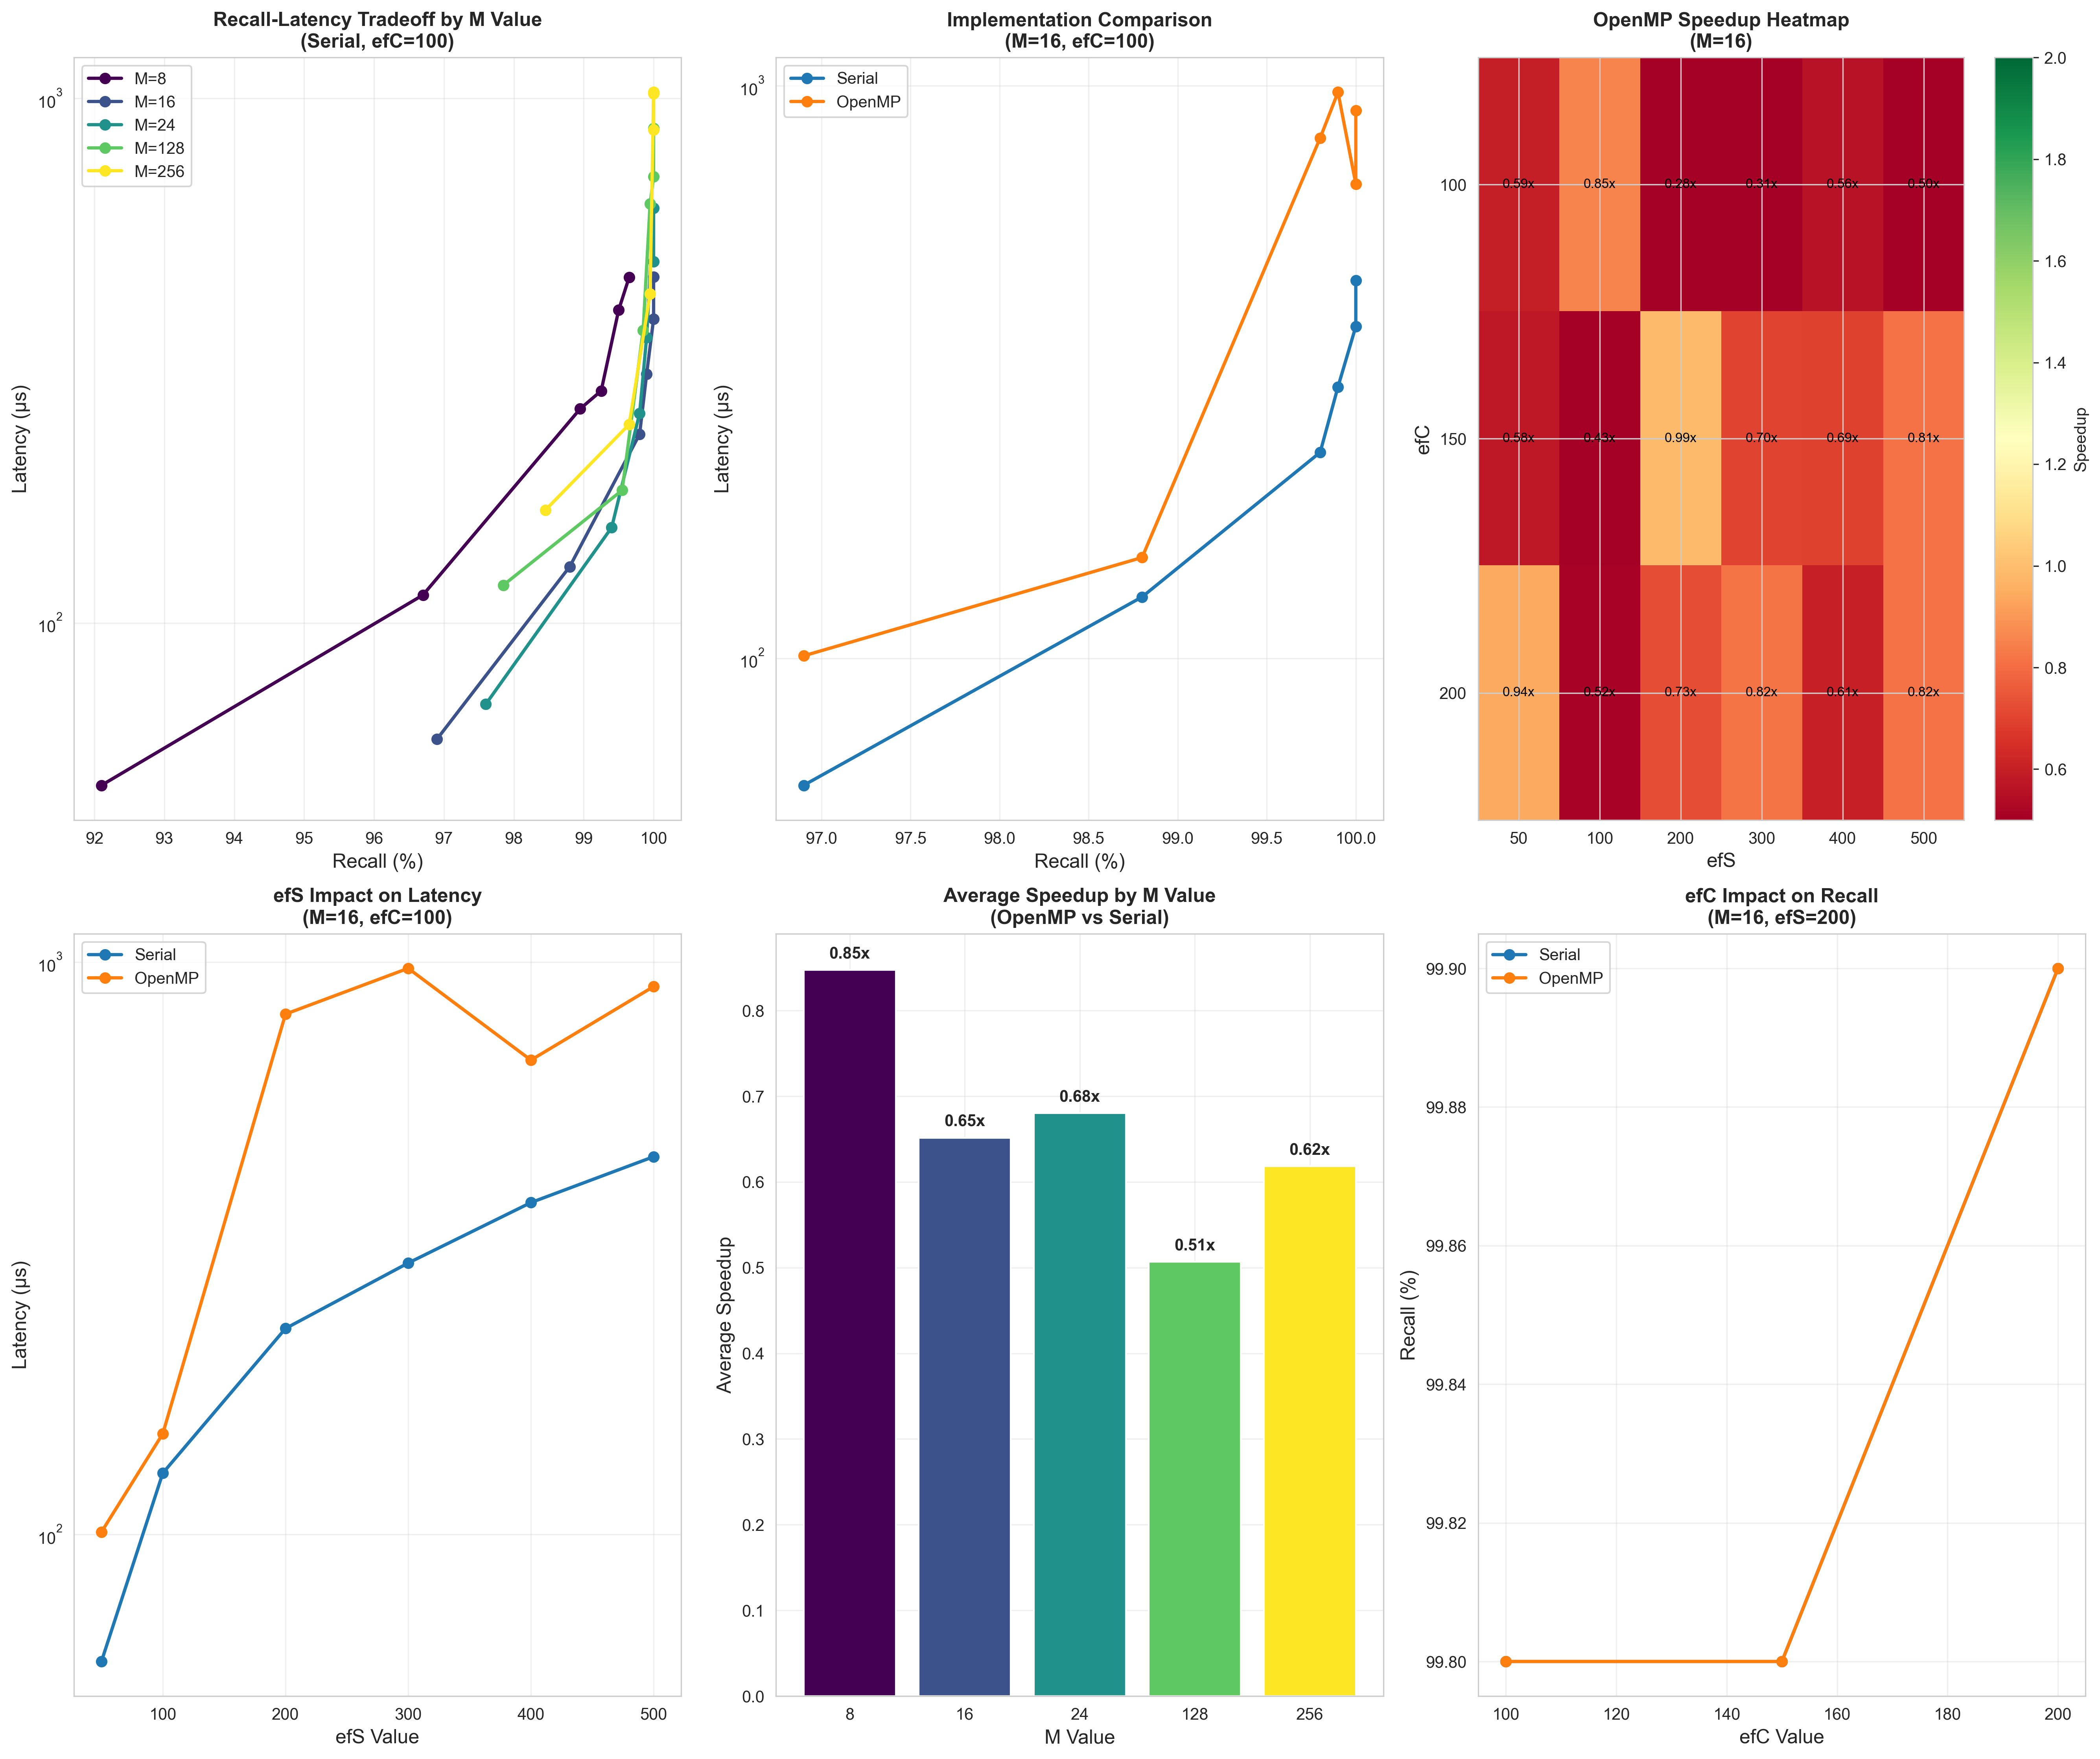 Recall-Latency Tradeoff by M Value
(Serial, efC=100)
M=8
M=16
M=24
M=128
M=256
10³
10²
Latency (µs)
92 93 94 95 96 97 98 99 100
Recall (%)
Implementation Comparison
(M=16, efC=100)
Serial
OpenMP
10³
10²
Latency (µs)
97.0 97.5 98.0 98.5 99.0 99.5 100.0
Recall (%)
OpenMP Speedup Heatmap
(M=16)
100
150
200
efC
0.59x 0.85x 0.28x 0.31x 0.56x 0.50x
0.58x 0.43x 0.99x 0.70x 0.69x 0.81x
0.94x 0.52x 0.73x 0.82x 0.61x 0.82x
50 100 200 300 400 500
efS
2.0
1.8
1.6
1.4
1.2
1.0
0.8
0.6
Speedup
efS Impact on Latency
(M=16, efC=100)
Serial
OpenMP
10³
10²
Latency (µs)
100 200 300 400 500
efS Value
Average Speedup by M Value
(OpenMP vs Serial)
0.85x
0.65x
0.68x
0.51x
0.62x
0.8
0.7
0.6
0.5
0.4
0.3
0.2
0.1
0.0
Average Speedup
8 16 24 128 256
M Value
efC Impact on Recall
(M=16, efS=200)
Serial
OpenMP
99.90
99.88
99.86
99.84
99.82
99.80
Recall (%)
100 120 140 160 180 200
efC Value